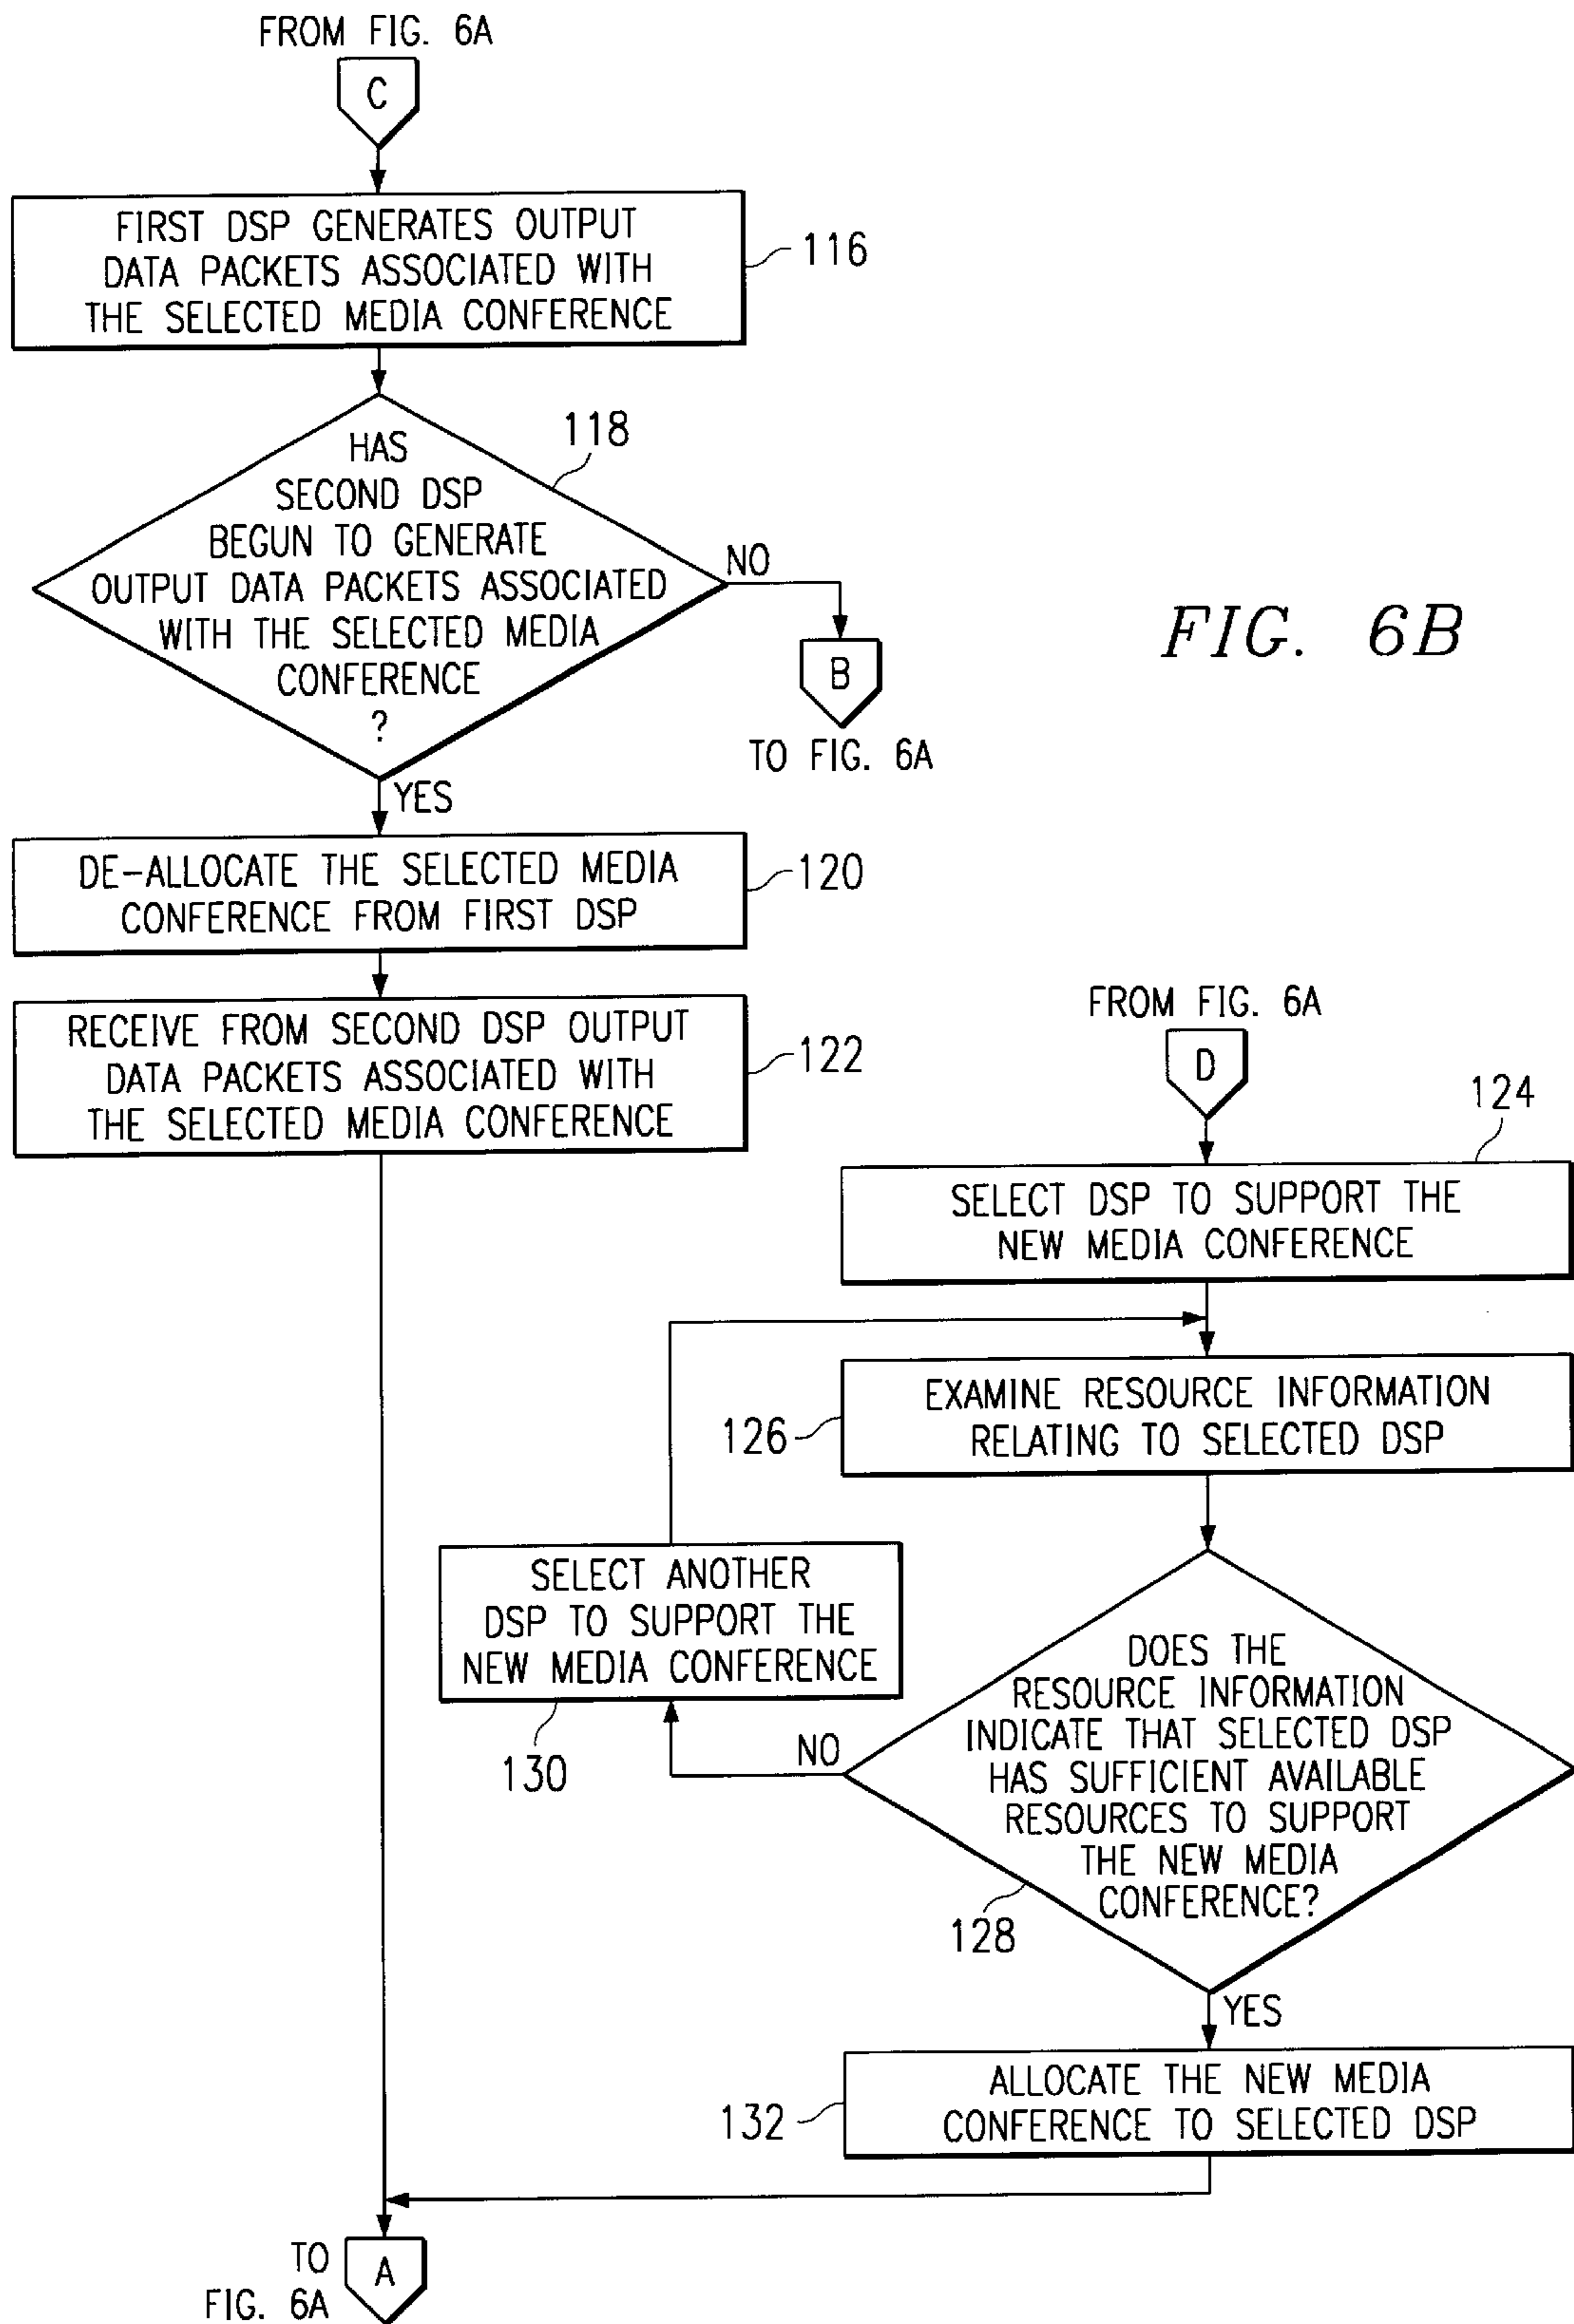 FROM FIG. 6A
C
FIRST DSP GENERATES OUTPUT
DATA PACKETS ASSOCIATED WITH
THE SELECTED MEDIA CONFERENCE
116
HAS
SECOND DSP
BEGUN TO GENERATE
OUTPUT DATA PACKETS ASSOCIATED
WITH THE SELECTED MEDIA
CONFERENCE
?
118
NO
B
TO FIG. 6A
FIG. 6B
YES
DE-ALLOCATE THE SELECTED MEDIA
CONFERENCE FROM FIRST DSP
120
RECEIVE FROM SECOND DSP OUTPUT
DATA PACKETS ASSOCIATED WITH
THE SELECTED MEDIA CONFERENCE
122
FROM FIG. 6A
D
124
SELECT DSP TO SUPPORT THE
NEW MEDIA CONFERENCE
EXAMINE RESOURCE INFORMATION
RELATING TO SELECTED DSP
126
SELECT ANOTHER
DSP TO SUPPORT THE
NEW MEDIA CONFERENCE
130
NO
DOES THE
RESOURCE INFORMATION
INDICATE THAT SELECTED DSP
HAS SUFFICIENT AVAILABLE
RESOURCES TO SUPPORT
THE NEW MEDIA
CONFERENCE?
128
YES
ALLOCATE THE NEW MEDIA
CONFERENCE TO SELECTED DSP
132
TO
FIG. 6A
A